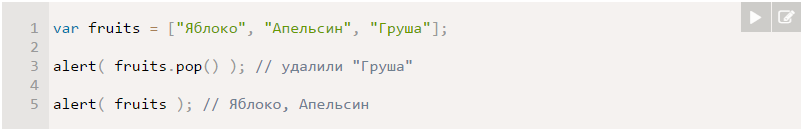 1 var fruits = ["Яблоко", "Апельсин", "Груша"];
2
3 alert( fruits.pop() ); // удалили "Груша"
4
5 alert( fruits ); // Яблоко, Апельсин